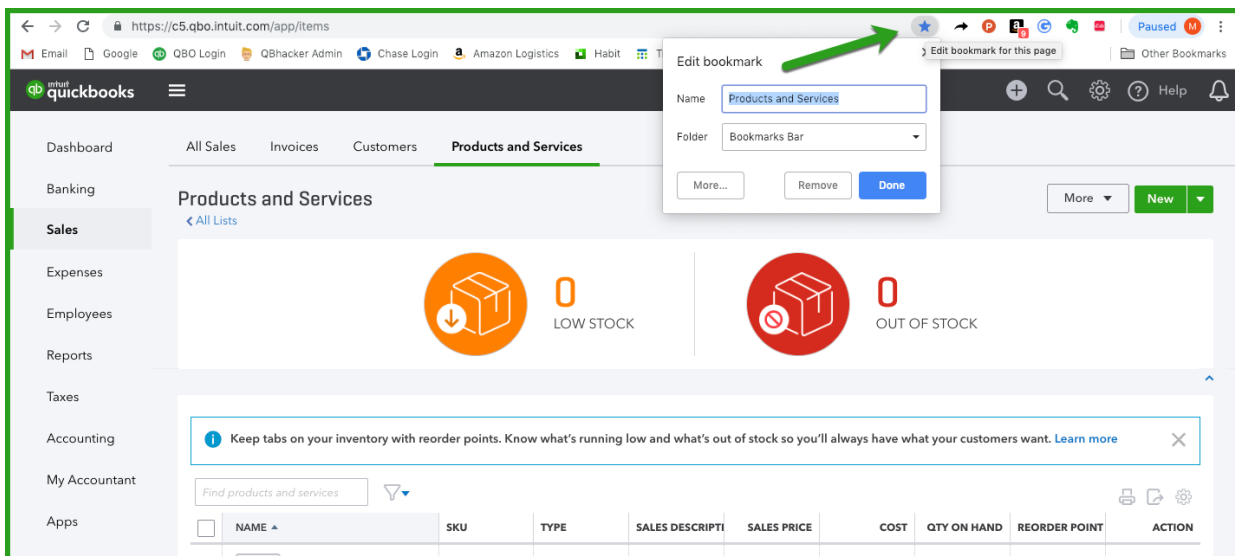 https://c5.qbo.intuit.com/app/items
Paused M
Email Google QBO Login QBhacker Admin Chase Login Amazon Logistics Habit Edit bookmark for this page Other Bookmarks
Edit bookmark
Name Products and Services
Folder Bookmarks Bar
More... Remove Done
intuit
qb quickbooks
Help
Dashboard
Banking
Sales
Expenses
Employees
Reports
Taxes
Accounting
My Accountant
Apps
All Sales Invoices Customers Products and Services
Products and Services
All Lists
More New
0
LOW STOCK
0
OUT OF STOCK
Keep tabs on your inventory with reorder points. Know what's running low and what's out of stock so you'll always have what your customers want. Learn more
Find products and services
NAME SKU TYPE SALES DESCRIPTI SALES PRICE COST QTY ON HAND REORDER POINT ACTION